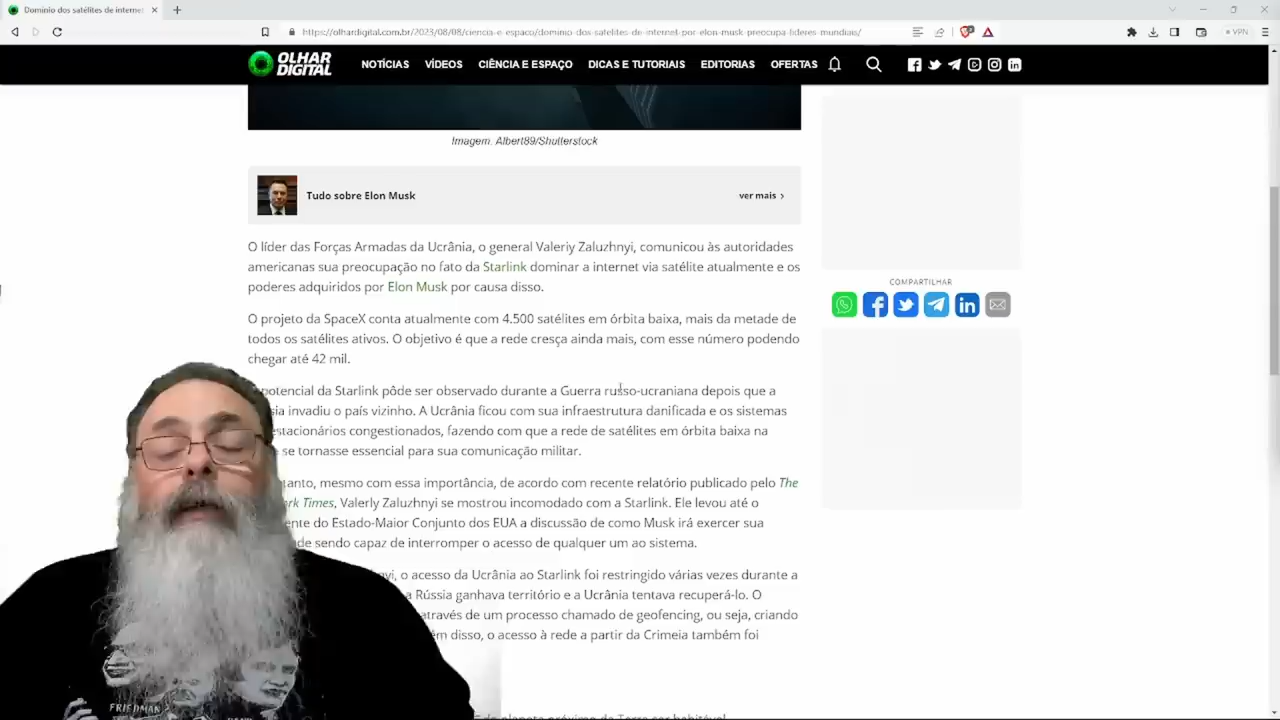 Domínio dos satélites de internet
https://olhardigital.com.br/2023/08/08/ciencia-e-espaco/dominio-dos-satelites-de-internet-por-elon-musk-preocupa-lideres-mundiais/
VPN
OLHAR
DIGITAL
NOTÍCIAS VÍDEOS CIÊNCIA E ESPAÇO DICAS E TUTORIAIS EDITORIAS OFERTAS
Imagem: Albert89/Shutterstock
Tudo sobre Elon Musk ver mais
O líder das Forças Armadas da Ucrânia, o general Valeriy Zaluzhnyi, comunicou às autoridades
americanas sua preocupação no fato da Starlink dominar a internet via satélite atualmente e os
poderes adquiridos por Elon Musk por causa disso.
COMPARTILHAR
O projeto da SpaceX conta atualmente com 4.500 satélites em órbita baixa, mais da metade de
todos os satélites ativos. O objetivo é que a rede cresça ainda mais, com esse número podendo
chegar até 42 mil.
potencial da Starlink pôde ser observado durante a Guerra russo-ucraniana depois que a
invadiu o país vizinho. A Ucrânia ficou com sua infraestrutura danificada e os sistemas
estacionários congestionados, fazendo com que a rede de satélites em órbita baixa na
se tornasse essencial para sua comunicação militar.
anto, mesmo com essa importância, de acordo com recente relatório publicado pelo The
rk Times, Valerly Zaluzhnyi se mostrou incomodado com a Starlink. Ele levou até o
ente do Estado-Maior Conjunto dos EUA a discussão de como Musk irá exercer sua
de sendo capaz de interromper o acesso de qualquer um ao sistema.
nyi, o acesso da Ucrânia ao Starlink foi restringido várias vezes durante a
a Rússia ganhava território e a Ucrânia tentava recuperá-lo. O
através de um processo chamado de geofencing, ou seja, criando
m disso, o acesso à rede a partir da Crimeia também foi
FRIEDMAN